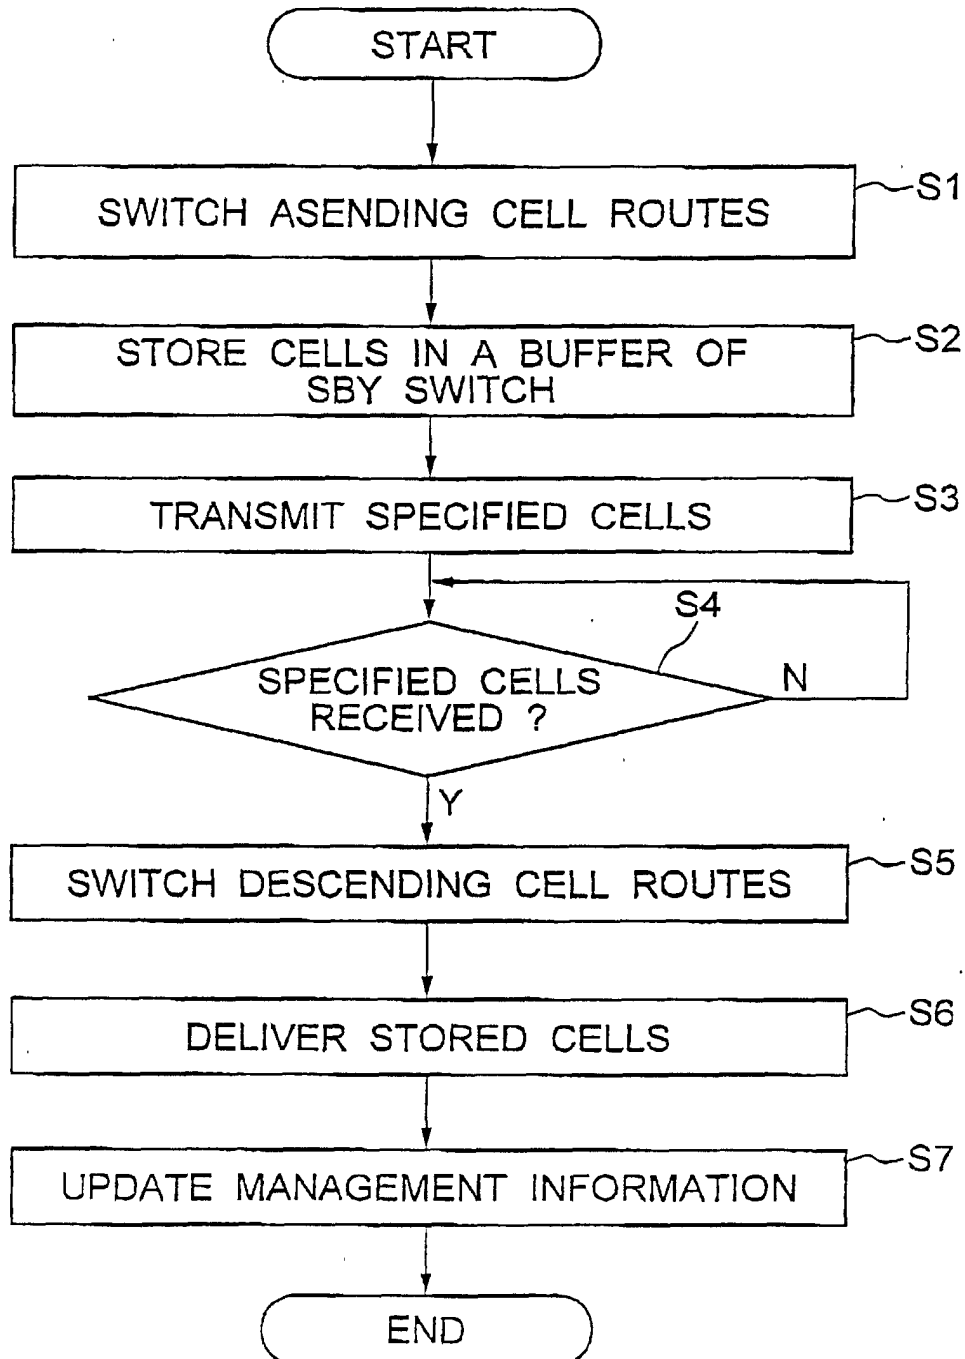 START
SWITCH ASENDING CELL ROUTES
S1
STORE CELLS IN A BUFFER OF
SBY SWITCH
S2
TRANSMIT SPECIFIED CELLS
S3
S4
SPECIFIED CELLS
RECEIVED ?
N
Y
SWITCH DESCENDING CELL ROUTES
S5
DELIVER STORED CELLS
S6
UPDATE MANAGEMENT INFORMATION
S7
END